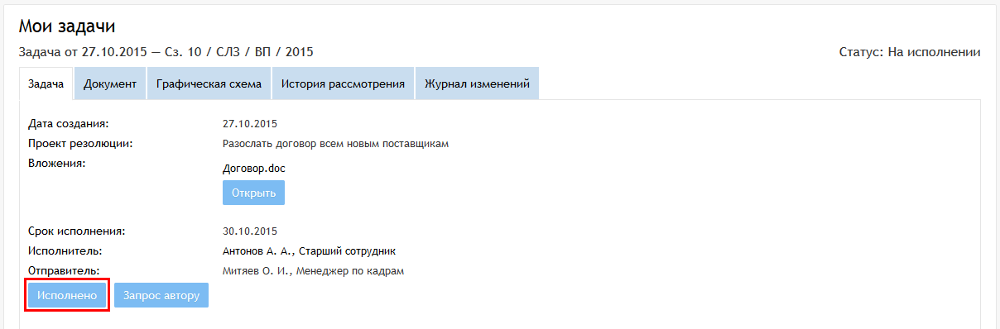 Мои задачи
Задача от 27.10.2015 — Сз. 10 / СЛЗ / ВП / 2015 Статус: На исполнении
Задача Документ Графическая схема История рассмотрения Журнал изменений
Дата создания: 27.10.2015
Проект резолюции: Разослать договор всем новым поставщикам
Вложения: Договор.doc
Открыть
Срок исполнения: 30.10.2015
Исполнитель: Антонов А. А., Старший сотрудник
Отправитель: Митяев О. И., Менеджер по кадрам
Исполнено Запрос автору